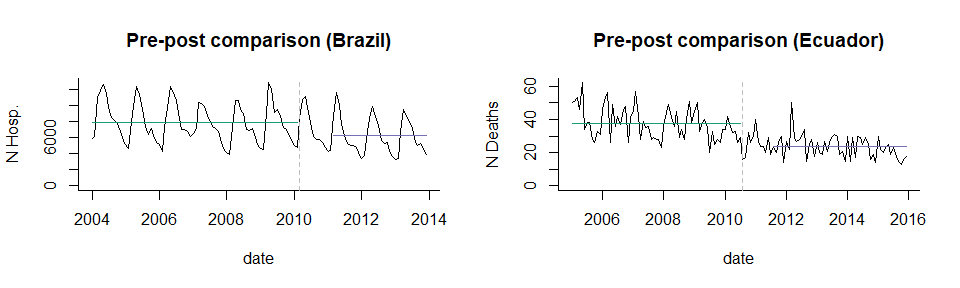 Pre-post comparison (Brazil)
N Hosp.
6000
0
2004 2006 2008 2010 2012 2014
date
Pre-post comparison (Ecuador)
N Deaths
60
40
20
0
2006 2008 2010 2012 2014 2016
date